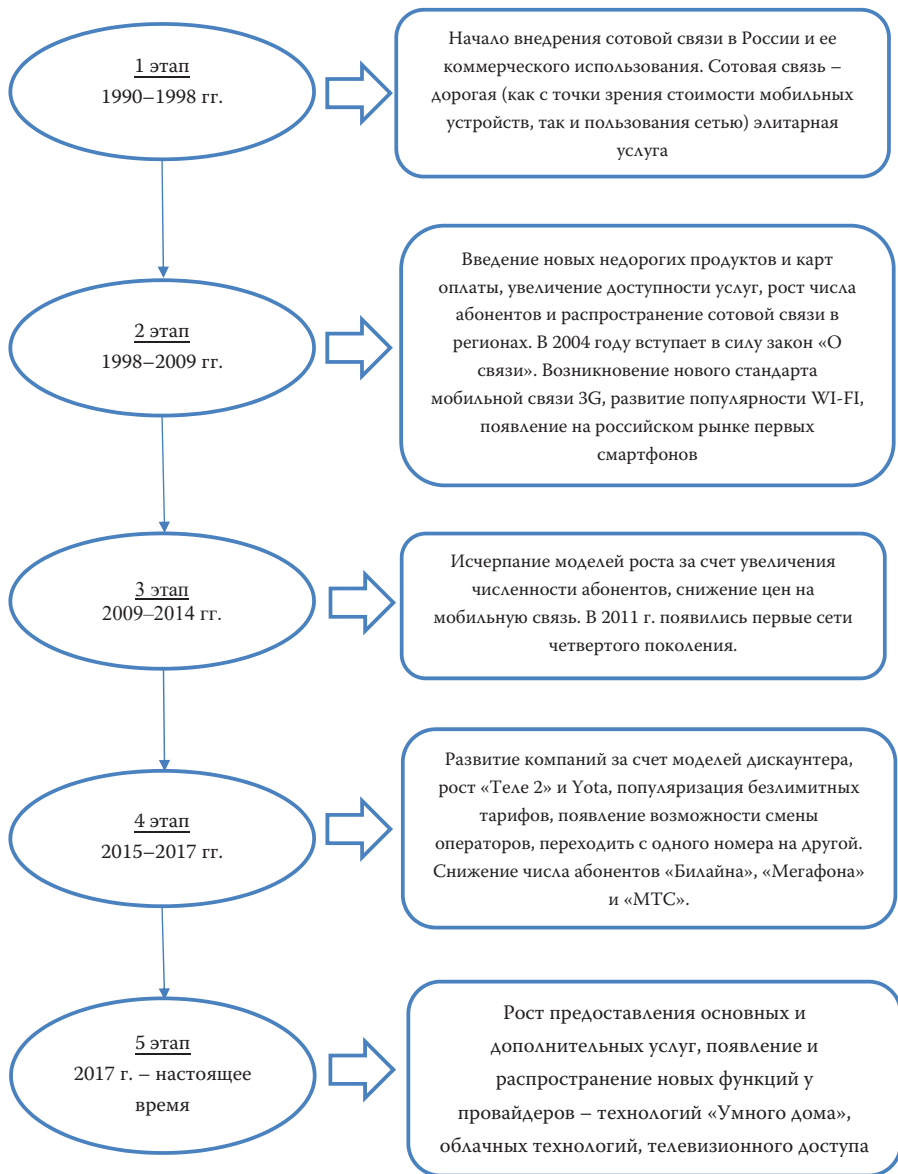 1 этап
1990–1998 гг.
Начало внедрения сотовой связи в России и ее
коммерческого использования. Сотовая связь –
дорогая (как с точки зрения стоимости мобильных
устройств, так и пользования сетью) элитарная
услуга
2 этап
1998–2009 гг.
Введение новых недорогих продуктов и карт
оплаты, увеличение доступности услуг, рост числа
абонентов и распространение сотовой связи в
регионах. В 2004 году вступает в силу закон «О
связи». Возникновение нового стандарта
мобильной связи 3G, развитие популярности WI-FI,
появление на российском рынке первых
смартфонов
3 этап
2009–2014 гг.
Исчерпание моделей роста за счет увеличения
численности абонентов, снижение цен на
мобильную связь. В 2011 г. появились первые сети
четвертого поколения.
4 этап
2015–2017 гг.
Развитие компаний за счет моделей дискаунтера,
рост «Теле 2» и Yota, популяризация безлимитных
тарифов, появление возможности смены
операторов, переходить с одного номера на другой.
Снижение числа абонентов «Билайна», «Мегафона»
и «МТС».
5 этап
2017 г. – настоящее
время
Рост предоставления основных и
дополнительных услуг, появление и
распространение новых функций у
провайдеров – технологий «Умного дома»,
облачных технологий, телевизионного доступа